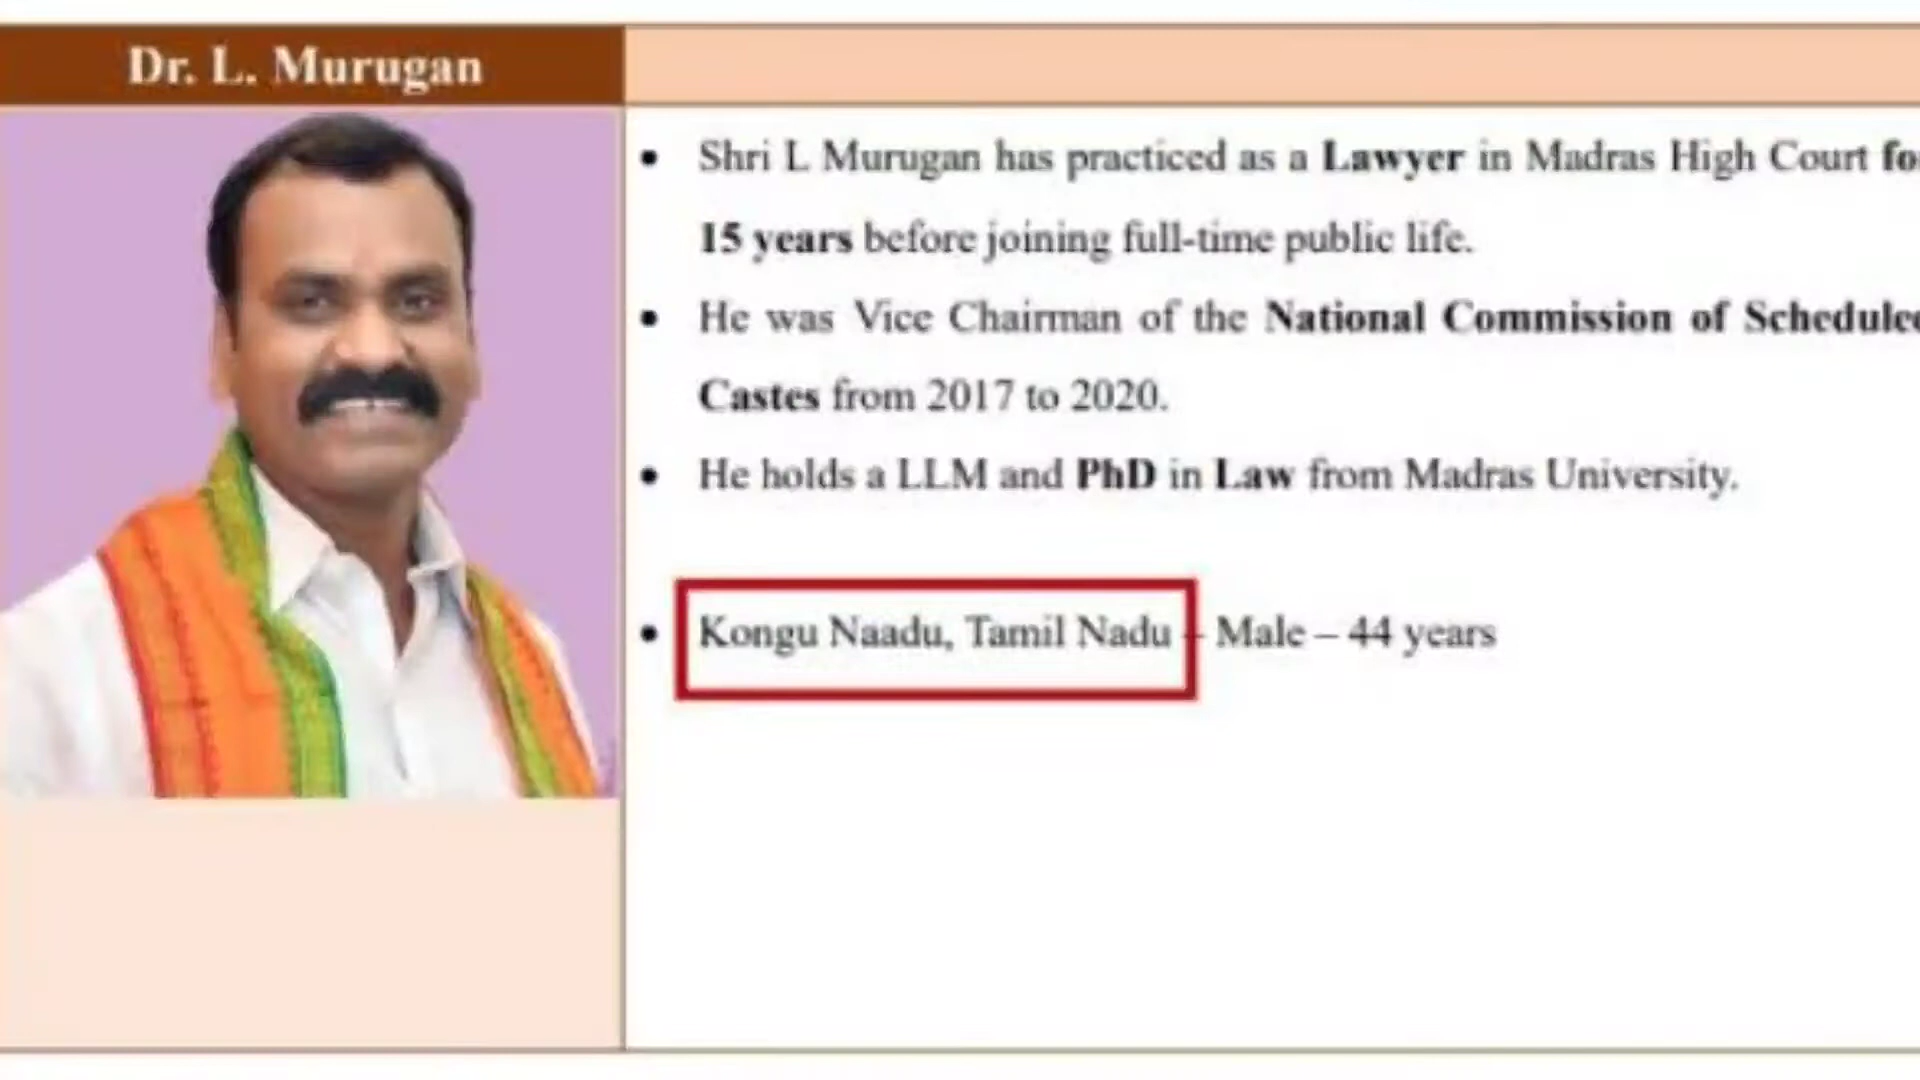 Dr. L. Murugan
Shri L Murugan has practiced as a Lawyer in Madras High Court
15 years before joining full-time public life.
He was Vice Chairman of the National Commission of Scheduled
Castes from 2017 to 2020.
He holds a LLM and PhD in Law from Madras University.
Kongu Naadu, Tamil Nadu – Male – 44 years